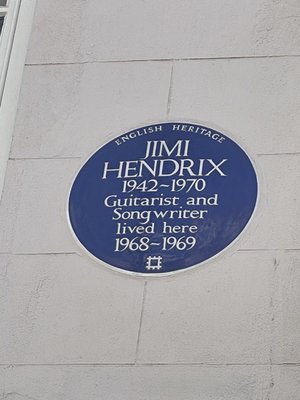 ENGLISH HERITAGE
JIMI
HENDRIX
1942~1970
Guitarist and
Songwriter
lived here
1968~1969